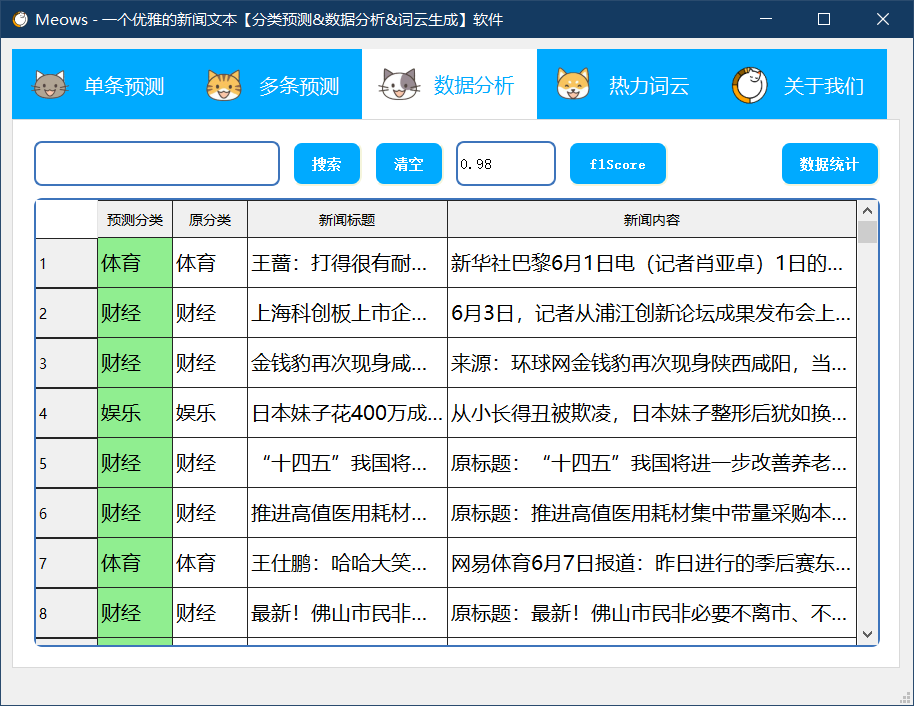 Meows - 一个优雅的新闻文本【分类预测&数据分析&词云生成】软件
单条预测 多条预测 数据分析 热力词云 关于我们
搜索 清空 0.98 f1Score 数据统计
预测分类 原分类 新闻标题 新闻内容
1 体育 体育 王蔷：打得很有耐... 新华社巴黎6月1日电（记者肖亚卓）1日的...
2 财经 财经 上海科创板上市企... 6月3日，记者从浦江创新论坛成果发布会上...
3 财经 财经 金钱豹再次现身咸... 来源：环球网金钱豹再次现身陕西咸阳，当...
4 娱乐 娱乐 日本妹子花400万成... 从小长得丑被欺凌，日本妹子整形后犹如换...
5 财经 财经 “十四五”我国将... 原标题：“十四五”我国将进一步改善养老...
6 财经 财经 推进高值医用耗材... 原标题：推进高值医用耗材集中带量采购本...
7 体育 体育 王仕鹏：哈哈大笑... 网易体育6月7日报道：昨日进行的季后赛东...
8 财经 财经 最新！佛山市民非... 原标题：最新！佛山市民非必要不离市、不...